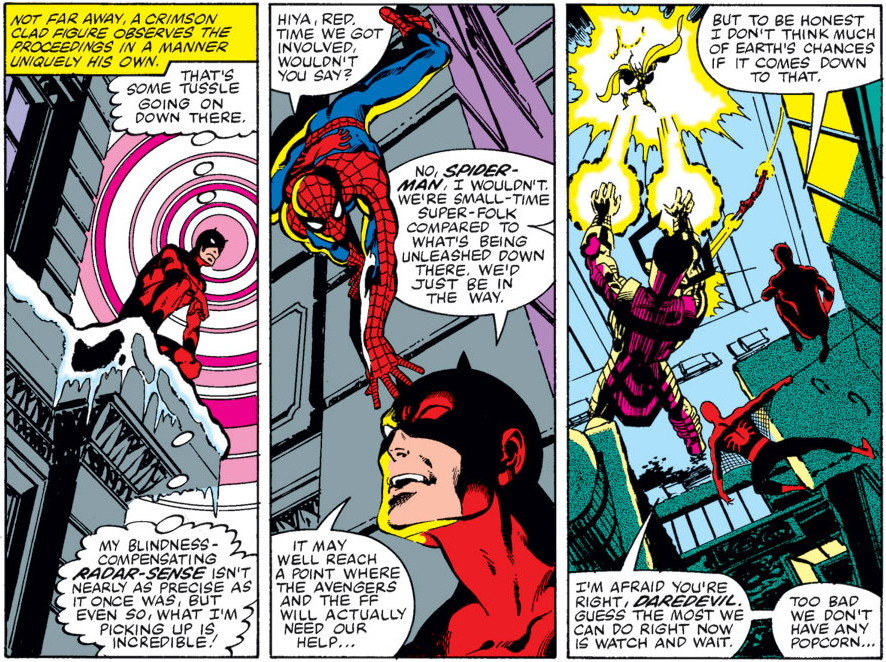 NOT FAR AWAY, A CRIMSON
CLAD FIGURE OBSERVES THE
PROCEEDINGS IN A MANNER
UNIQUELY HIS OWN.
THAT'S
SOME TUSSLE
GOING ON
DOWN THERE.
MY BLINDNESS-
COMPENSATING
RADAR-SENSE ISN'T
NEARLY AS PRECISE AS
IT ONCE WAS, BUT
EVEN SO, WHAT I'M
PICKING UP IS
INCREDIBLE!
HIYA, RED.
TIME WE GOT
INVOLVED,
WOULDN'T
YOU SAY?
NO, SPIDER-
MAN, I WOULDN'T.
WE'RE SMALL-TIME
SUPER-FOLK
COMPARED TO
WHAT'S BEING
UNLEASHED DOWN
THERE. WE'D
JUST BE IN
THE WAY.
IT MAY
WELL REACH
A POINT WHERE
THE AVENGERS
AND THE FF
WILL ACTUALLY
NEED OUR
HELP...
BUT TO BE HONEST
I DON'T THINK MUCH
OF EARTH'S CHANCES
IF IT COMES DOWN
TO THAT.
I'M AFRAID YOU'RE
RIGHT, DAREDEVIL.
GUESS THE MOST WE
CAN DO RIGHT NOW
IS WATCH AND WAIT.
TOO BAD
WE DON'T
HAVE ANY
POPCORN...